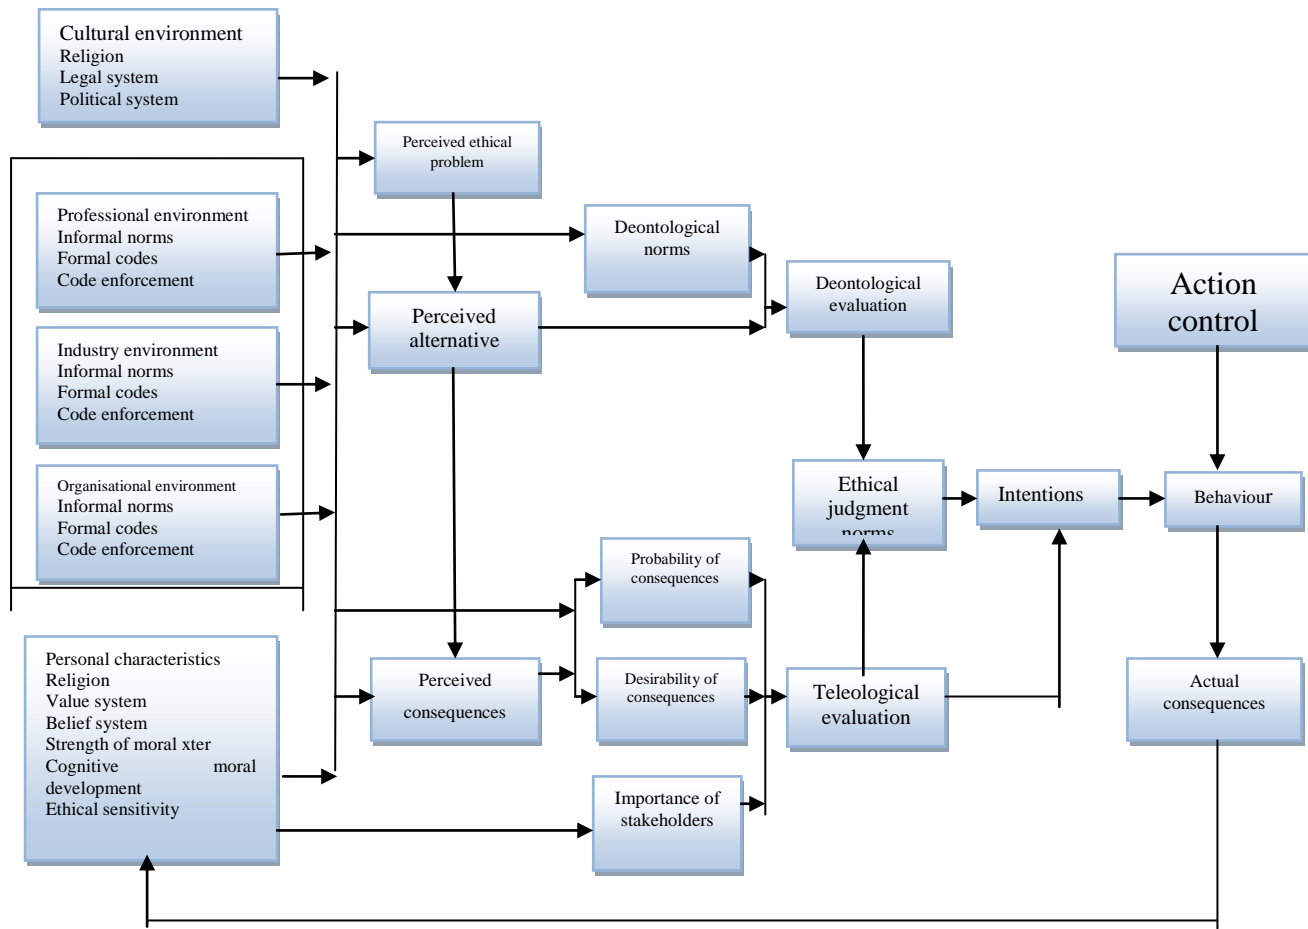 Cultural environment
Religion
Legal system
Political system
Professional environment
Informal norms
Formal codes
Code enforcement
Industry environment
Informal norms
Formal codes
Code enforcement
Organisational environment
Informal norms
Formal codes
Code enforcement
Personal characteristics
Religion
Value system
Belief system
Strength of moral xter
Cognitive moral
development
Ethical sensitivity
Perceived ethical
problem
Perceived
alternative
Perceived
consequences
Deontological
norms
Probability of
consequences
Desirability of
consequences
Importance of
stakeholders
Deontological
evaluation
Ethical
judgment
norms
Teleological
evaluation
Intentions
Action
control
Behaviour
Actual
consequences